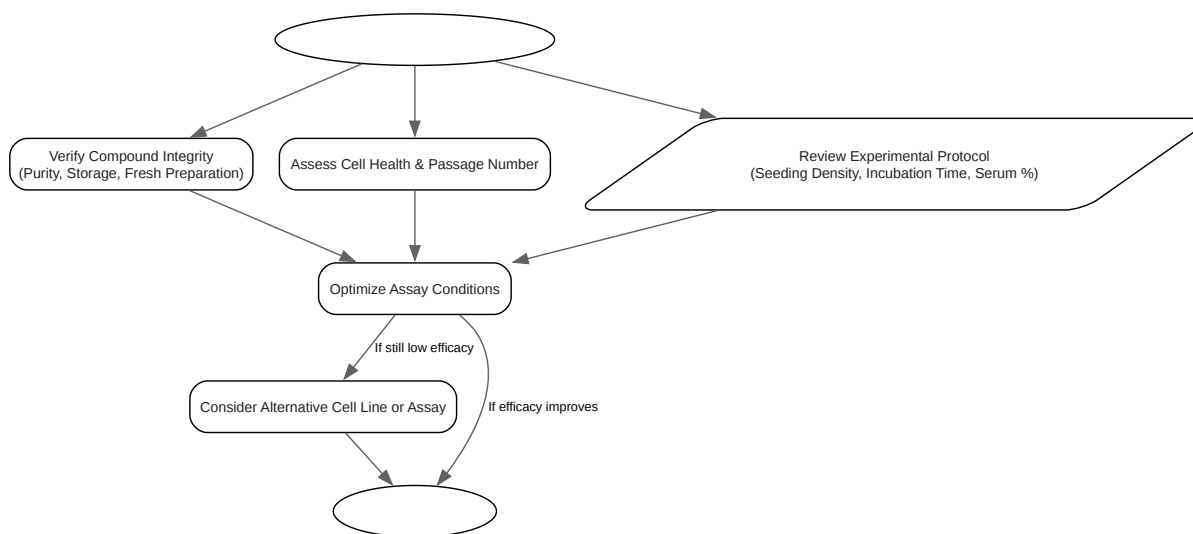 Verify Compound Integrity
(Purity, Storage, Fresh Preparation)
Assess Cell Health & Passage Number
Review Experimental Protocol
(Seeding Density, Incubation Time, Serum %)
Optimize Assay Conditions
If still low efficacy
Consider Alternative Cell Line or Assay
If efficacy improves